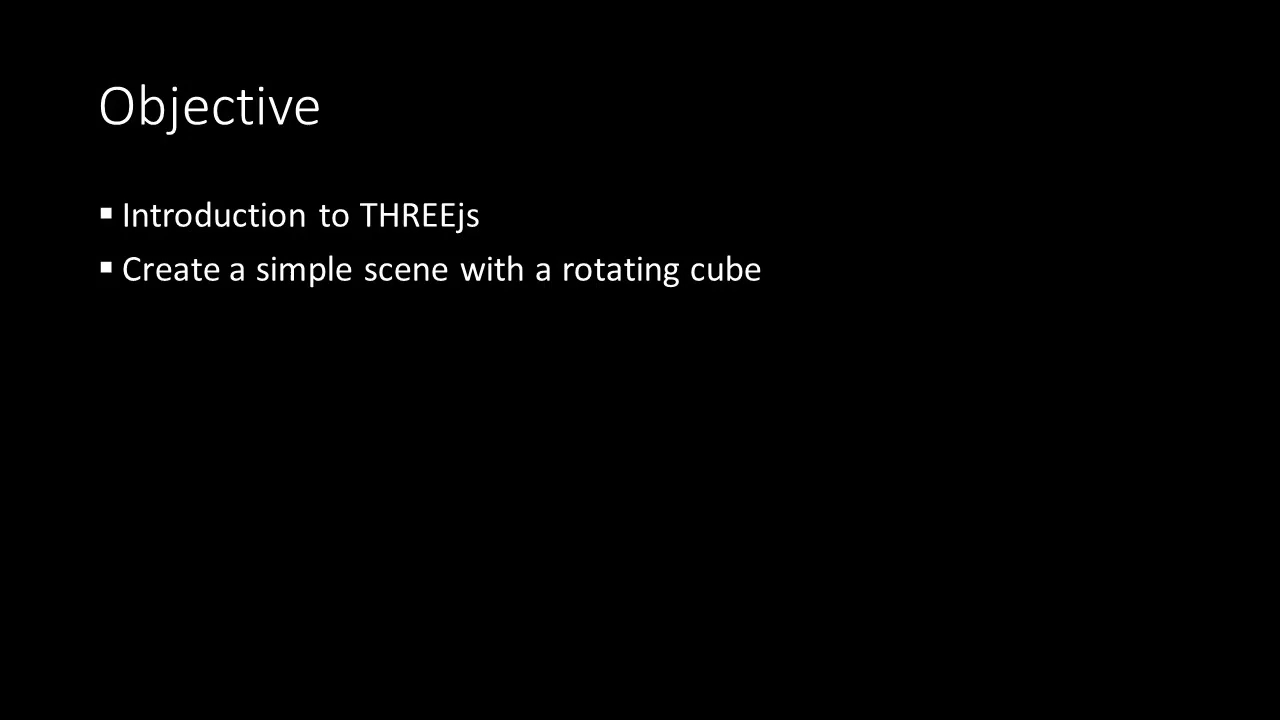 Objective
▪ Introduction to THREEjs
▪ Create a simple scene with a rotating cube